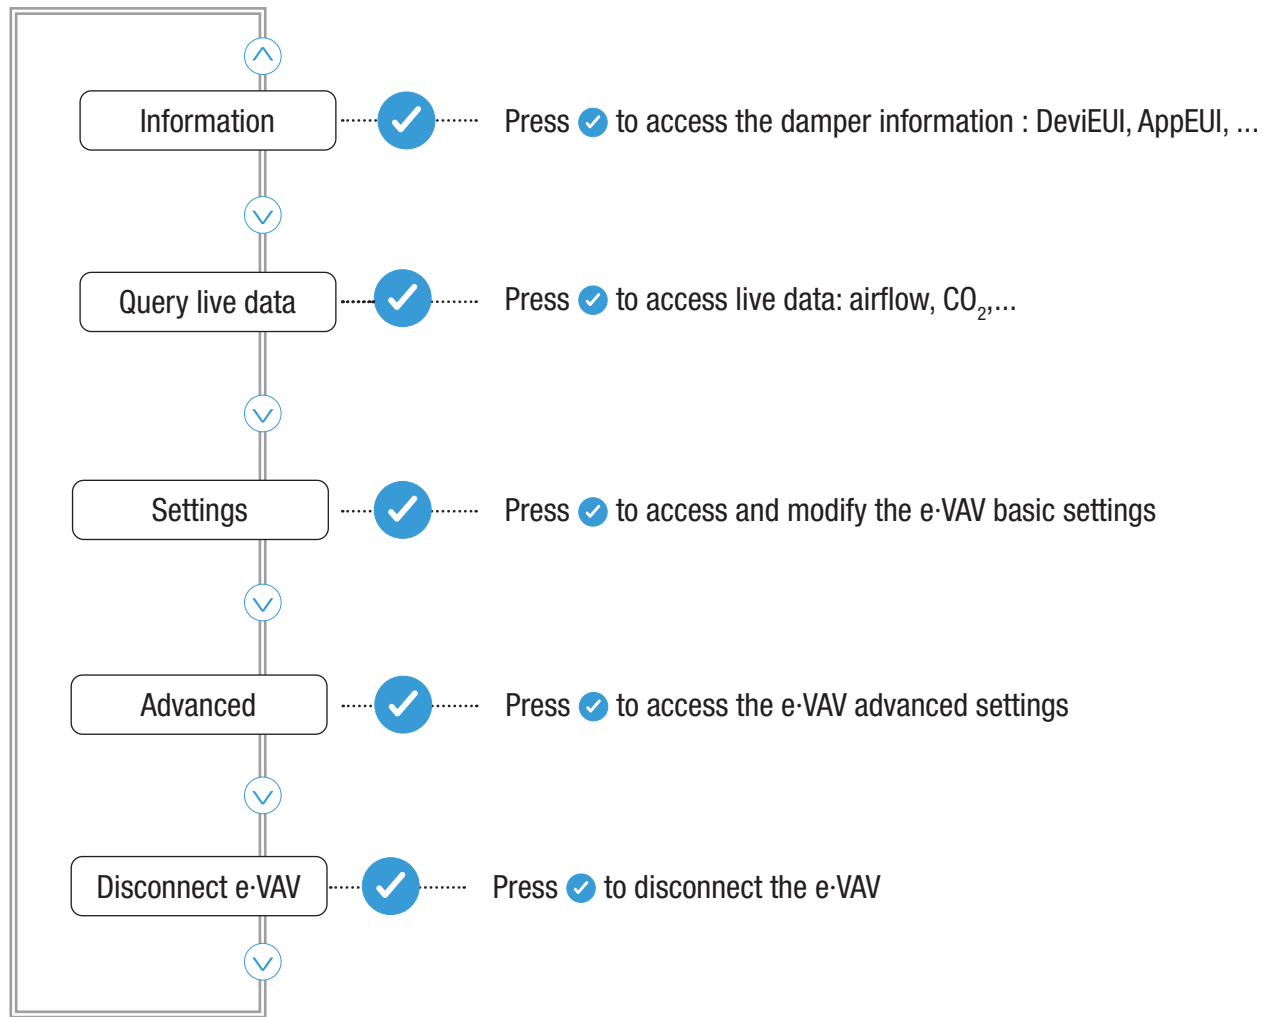 Information
Press to access the damper information : DeviEUI, AppEUI, ...
Query live data
Press to access live data: airflow, CO₂,...
Settings
Press to access and modify the e·VAV basic settings
Advanced
Press to access the e·VAV advanced settings
Disconnect e·VAV
Press to disconnect the e·VAV